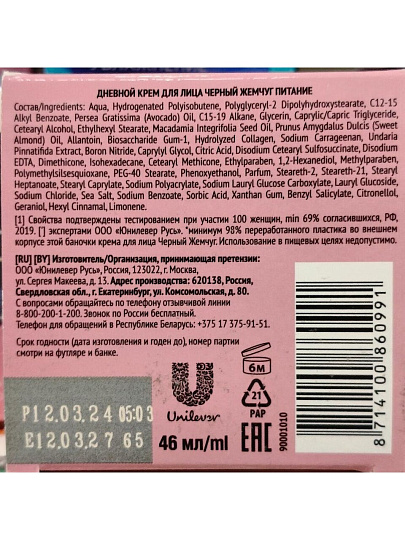 ДНЕВНОЙ КРЕМ ДЛЯ ЛИЦА ЧЕРНЫЙ ЖЕМЧУГ ПИТАНИЕ
Состав/Ingredients: Aqua, Hydrogenated Polyisobutene, Polyglyceryl-2 Dipolyhydroxystearate, C12-15
Alkyl Benzoate, Persea Gratissima (Avocado) Oil, C15-19 Alkane, Glycerin, Caprylic/Capric Triglyceride,
Cetearyl Alcohol, Ethylhexyl Stearate, Macadamia Integrifolia Seed Oil, Prunus Amygdalus Dulcis (Sweet
Almond) Oil, Allantoin, Biosaccharide Gum-1, Hydrolyzed Collagen, Sodium Carrageenan, Undaria
Pinnatifida Extract, Boron Nitride, Caprylyl Glycol, Citric Acid, Disodium Cetearyl Sulfosuccinate, Disodium
EDTA, Dimethicone, Isohexadecane, Cetearyl Methicone, Ethylparaben, 1,2-Hexanediol, Methylparaben,
Polymethylsilsesquioxane, PEG-40 Stearate, Phenoxyethanol, Parfum, Steareth-2, Steareth-21, Stearyl
Heptanoate, Stearyl Caprylate, Sodium Polyacrylate, Sodium Lauryl Glucose Carboxylate, Lauryl Glucoside,
Sodium Chloride, Sea Salt, Sodium Benzoate, Sorbic Acid, Xanthan Gum, Benzyl Salicylate, Citronellol,
Geraniol, Hexyl Cinnamal, Limonene.
[1] Свойства подтверждены тестированием при участии 100 женщин, min 69% согласившихся, РФ,
2019. [²] экспертами ООО "Юнилевер Русь". *минимум 98% переработанного пластика во внешнем
корпусе этой баночки крема для лица Черный Жемчуг. Использование в пищевых целях недопустимо.
[RU] [BY] Изготовитель/Организация, принимающая претензии:
ООО «Юнилевер Русь», Россия, 123022, г. Москва,
ул. Сергея Макеева, д. 13. Адрес производства: 620138, Россия,
Свердловская обл., г. Екатеринбург, ул. Комсомольская, д. 80.
С вопросами обращайтесь по телефону отзывчивой линии
8-800-200-1-200. Звонок по России бесплатный.
Телефон для обращений в Республике Беларусь: +375 17 375-91-51.
Срок годности (дата изготовления и годен до), номер партии
смотри на футляре и банке.
6M
21
PAP
P12.03.24 05:03
E12.03.27 65
Unilever
46 мл/ml
EAC
90001010
8 714100 860991